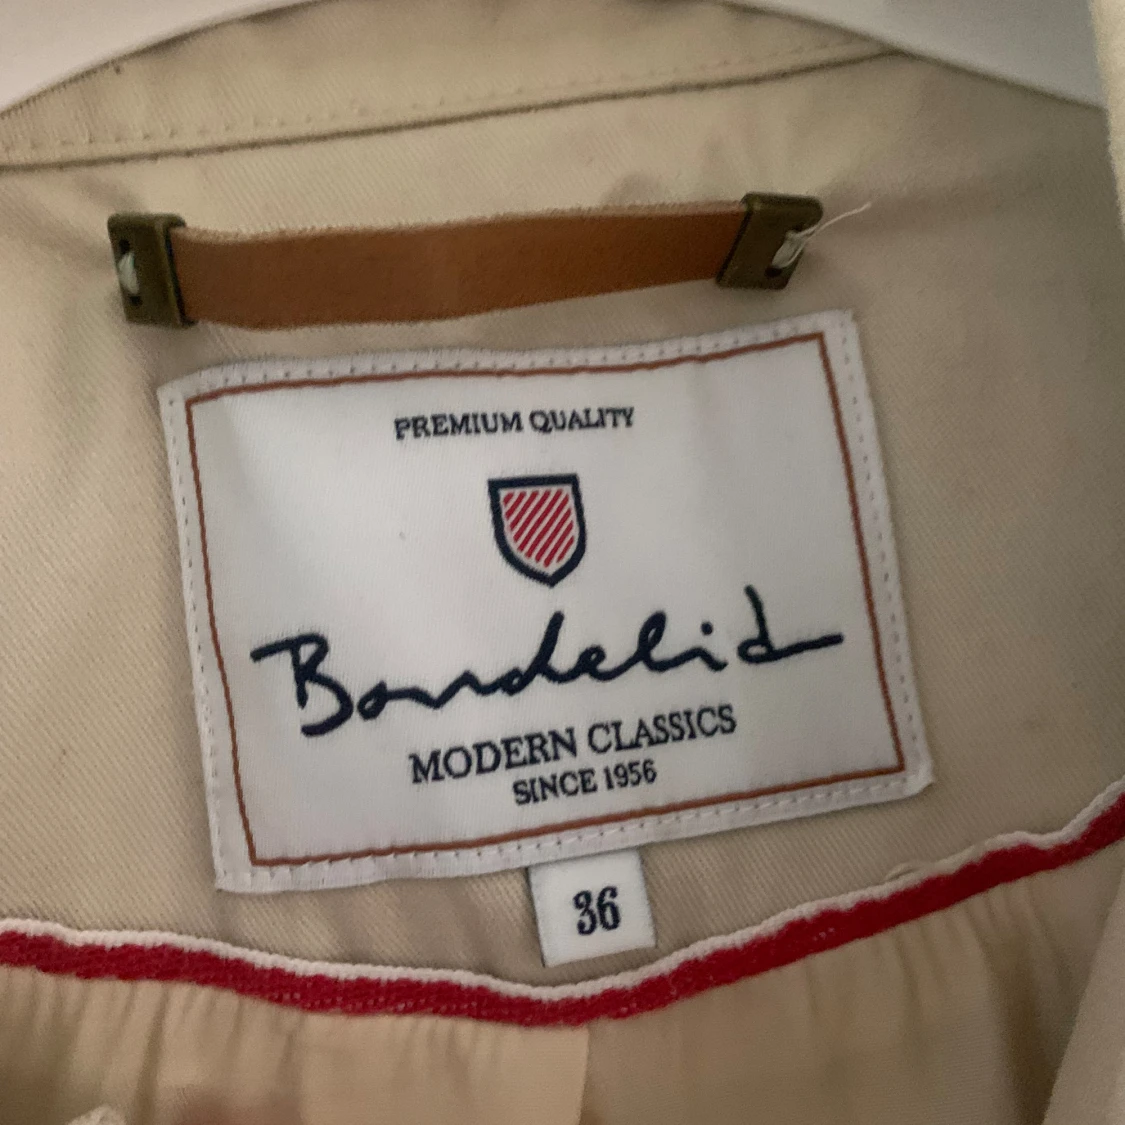 PREMIUM QUALITY
Bondelid
MODERN CLASSICS
SINCE 1956
36